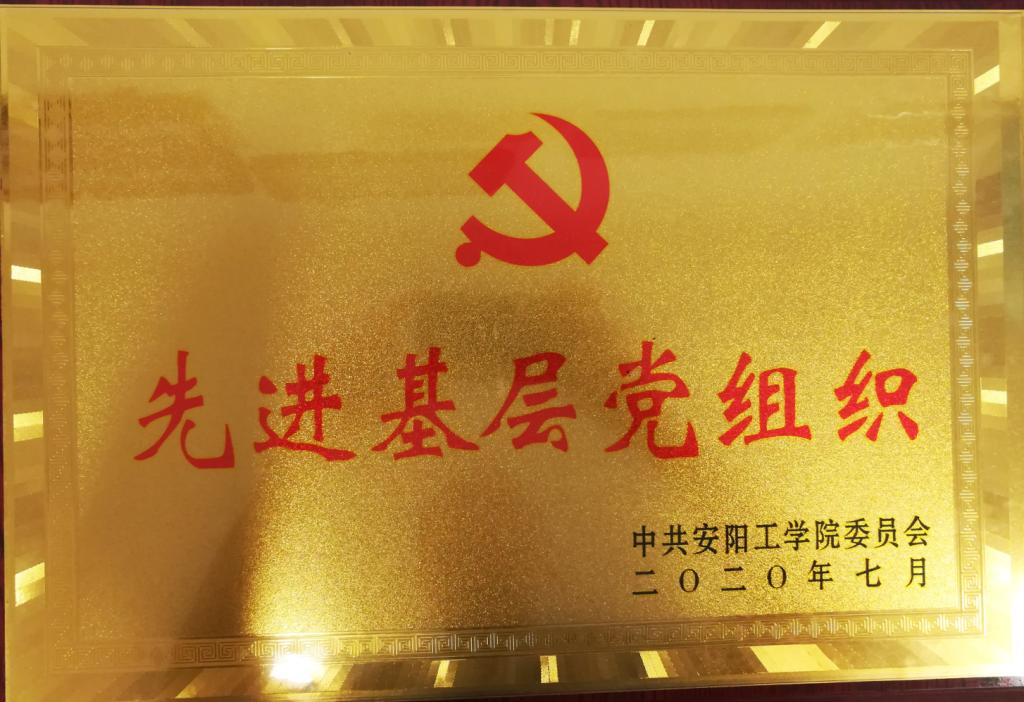 先进基层党组织
中共安阳工学院委员会
二〇二〇年七月